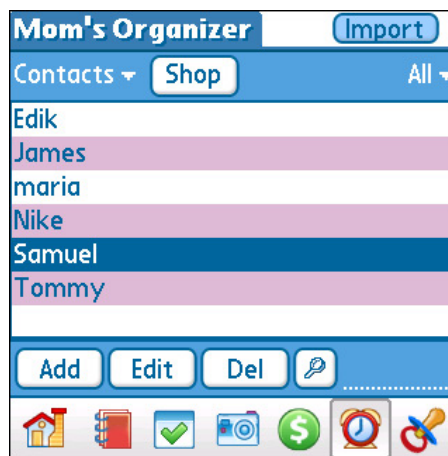 Mom's Organizer Import
Contacts Shop All
Edik
James
maria
Nike
Samuel
Tommy
Add Edit Del
$